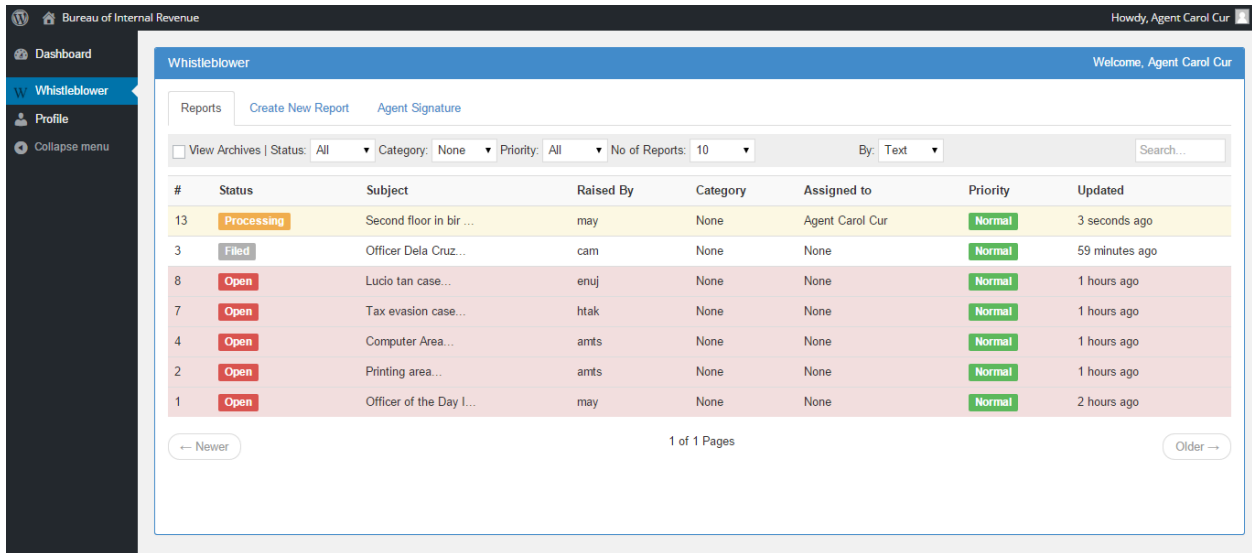 Bureau of Internal Revenue Howdy, Agent Carol Cur
Dashboard
Whistleblower
Profile
Collapse menu
Whistleblower Welcome, Agent Carol Cur
Reports Create New Report Agent Signature
View Archives | Status: All Category: None Priority: All No of Reports: 10 By: Text Search...
# Status Subject Raised By Category Assigned to Priority Updated
13 Processing Second floor in bir ... may None Agent Carol Cur Normal 3 seconds ago
3 Filed Officer Dela Cruz... cam None None Normal 59 minutes ago
8 Open Lucio tan case... enuj None None Normal 1 hours ago
7 Open Tax evasion case... htak None None Normal 1 hours ago
4 Open Computer Area... amts None None Normal 1 hours ago
2 Open Printing area... amts None None Normal 1 hours ago
1 Open Officer of the Day I... may None None Normal 2 hours ago
← Newer 1 of 1 Pages Older →